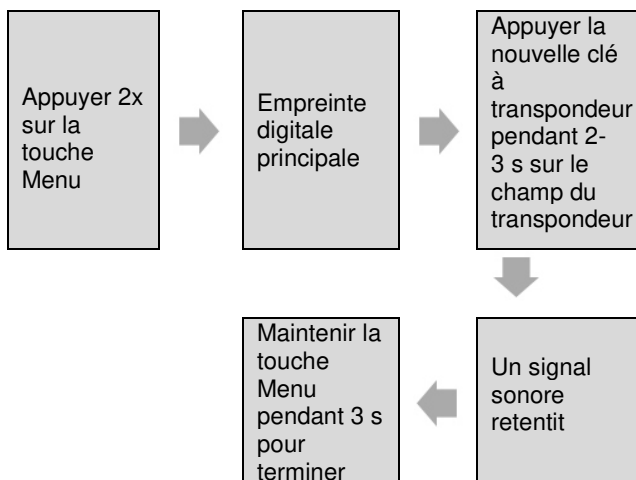 Appuyer 2x
sur la
touche
Menu
Empreinte
digitale
principale
Appuyer la
nouvelle clé
à
transpondeur
pendant 2-
3 s sur le
champ du
transpondeur
Un signal
sonore
retentit
Maintenir la
touche
Menu
pendant 3 s
pour
terminer